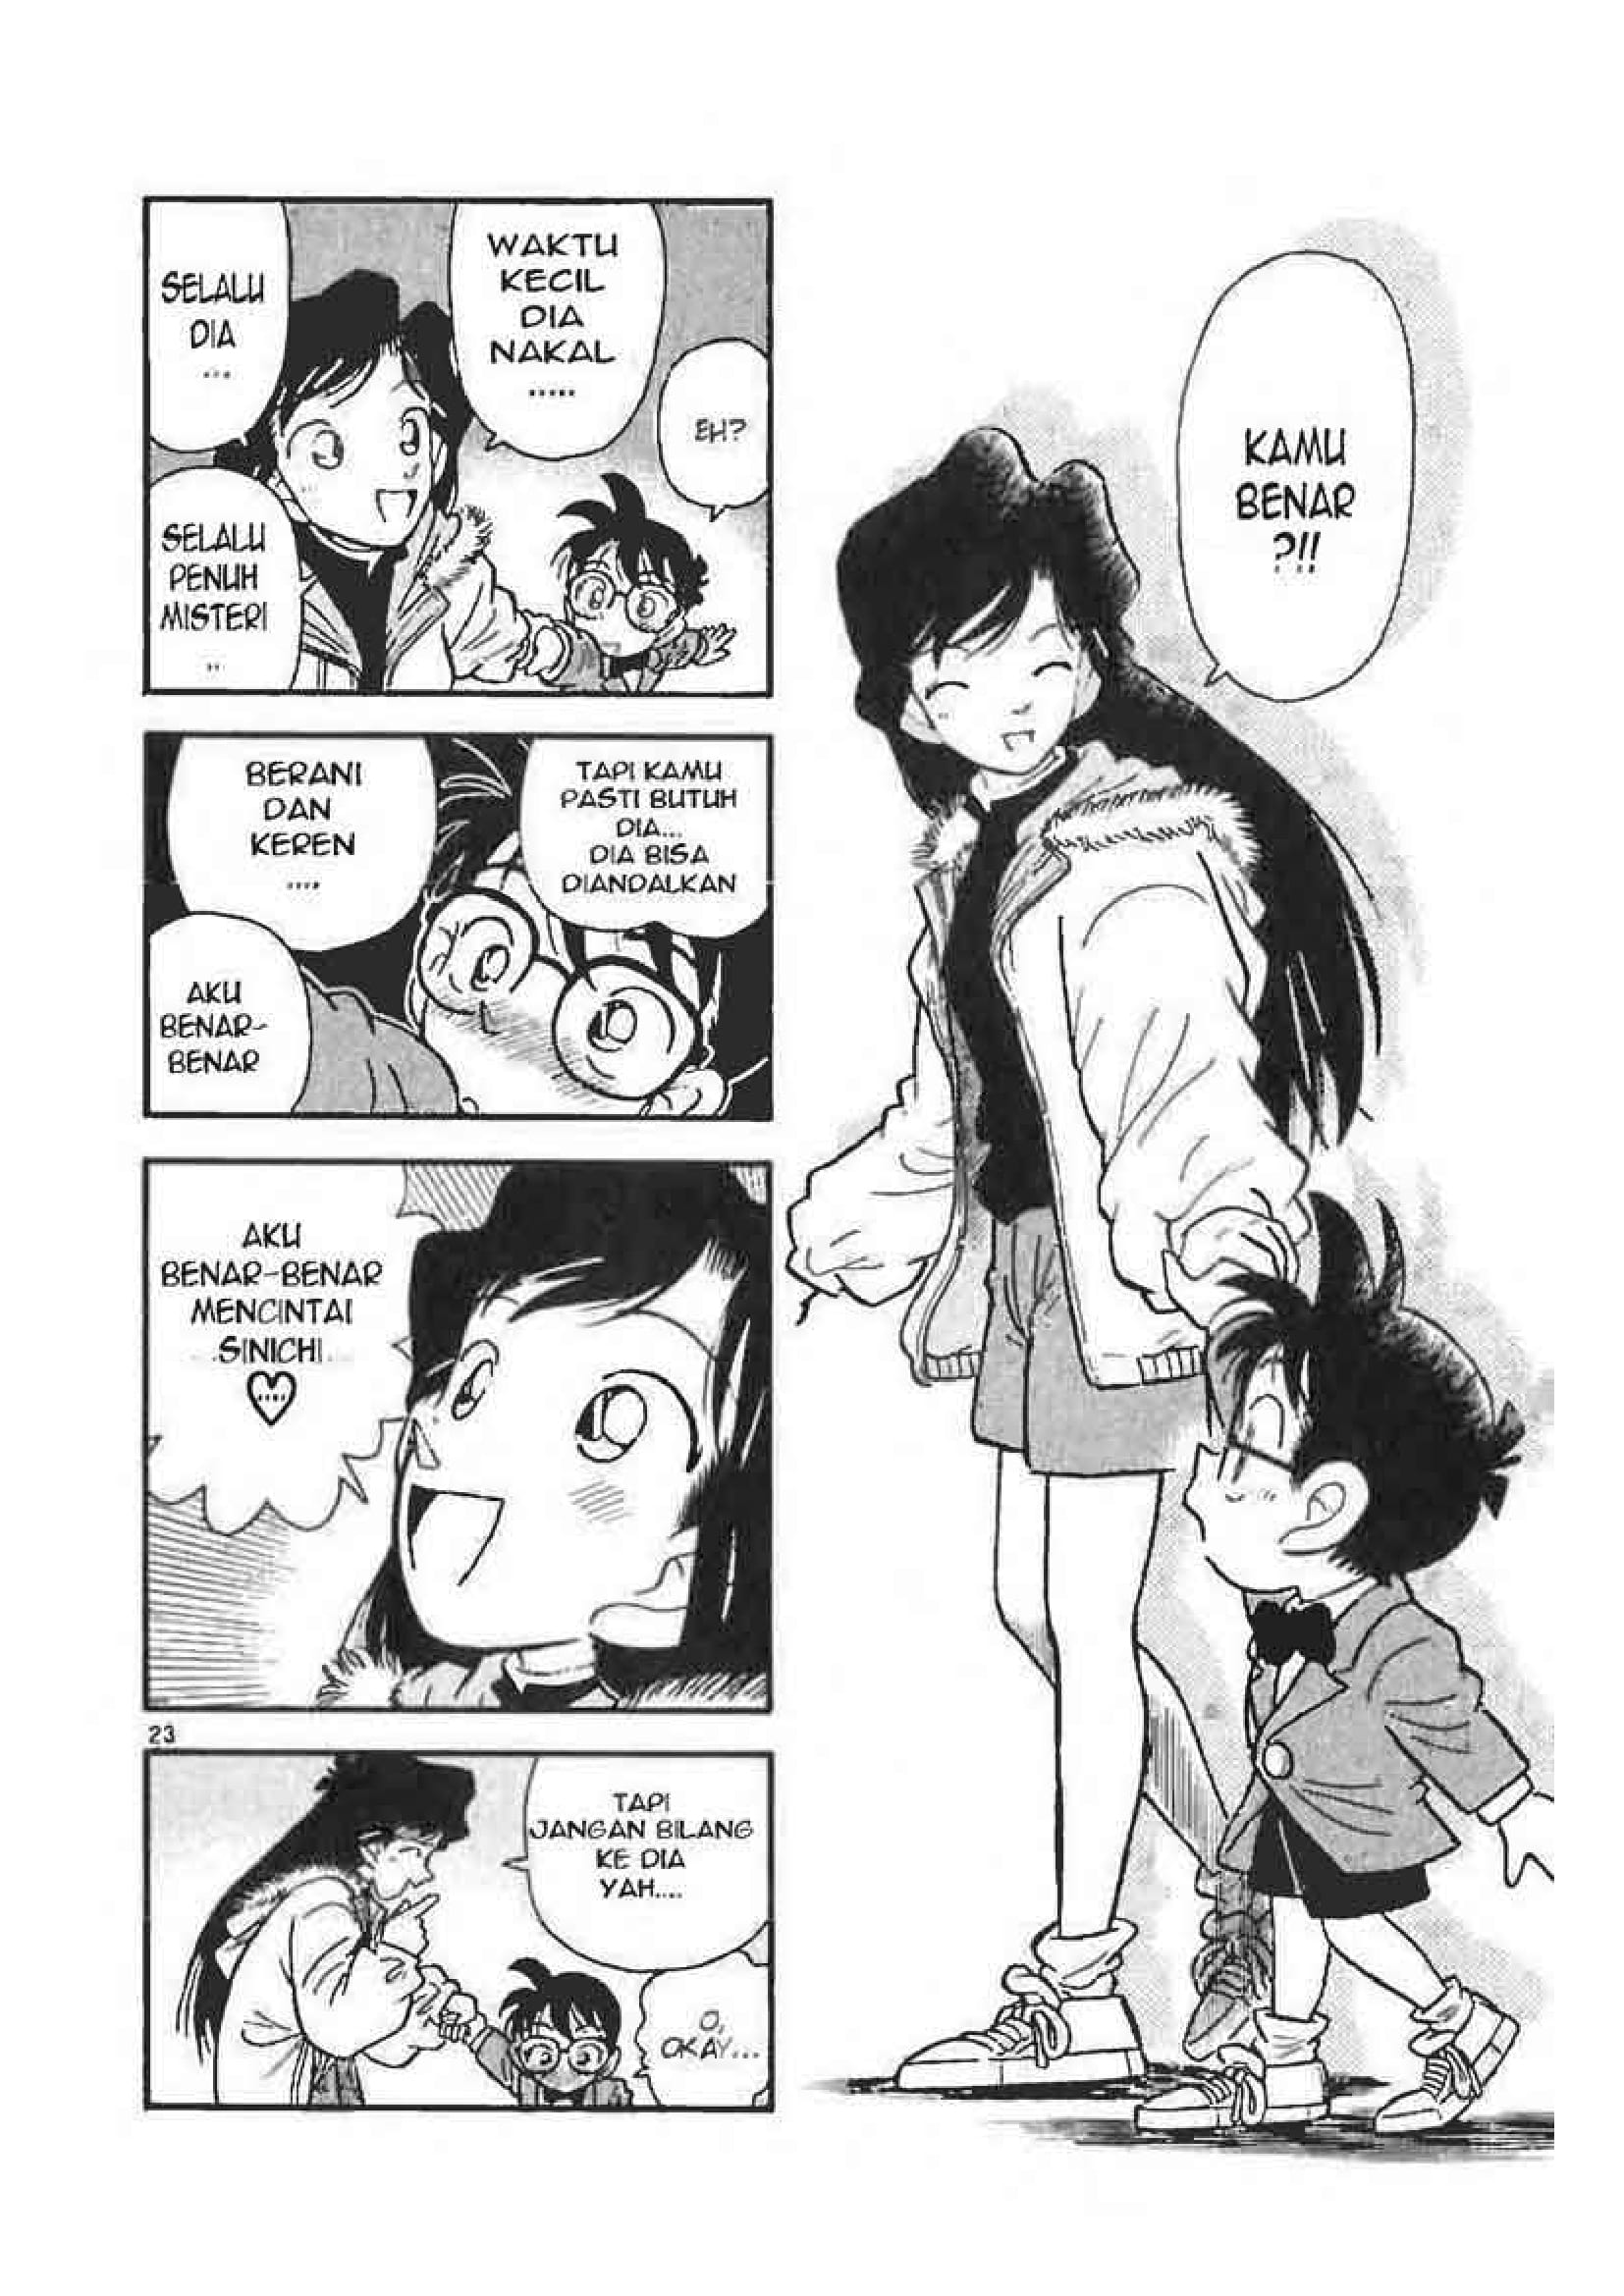 KAMU
BENAR
?!!
EH?
WAKTU
KECIL
DIA
NAKAL
.....
SELALU
DIA
...
SELALU
PENUH
MISTERI
..
TAPI KAMU
PASTI BUTUH
DIA...
DIA BISA
DIANDALKAN
BERANI
DAN
KEREN
....
AKU
BENAR-
BENAR
AKU
BENAR-BENAR
MENCINTAI
SINICHI
....
23
TAPI
JANGAN BILANG
KE DIA
YAH....
O,
OKAY...